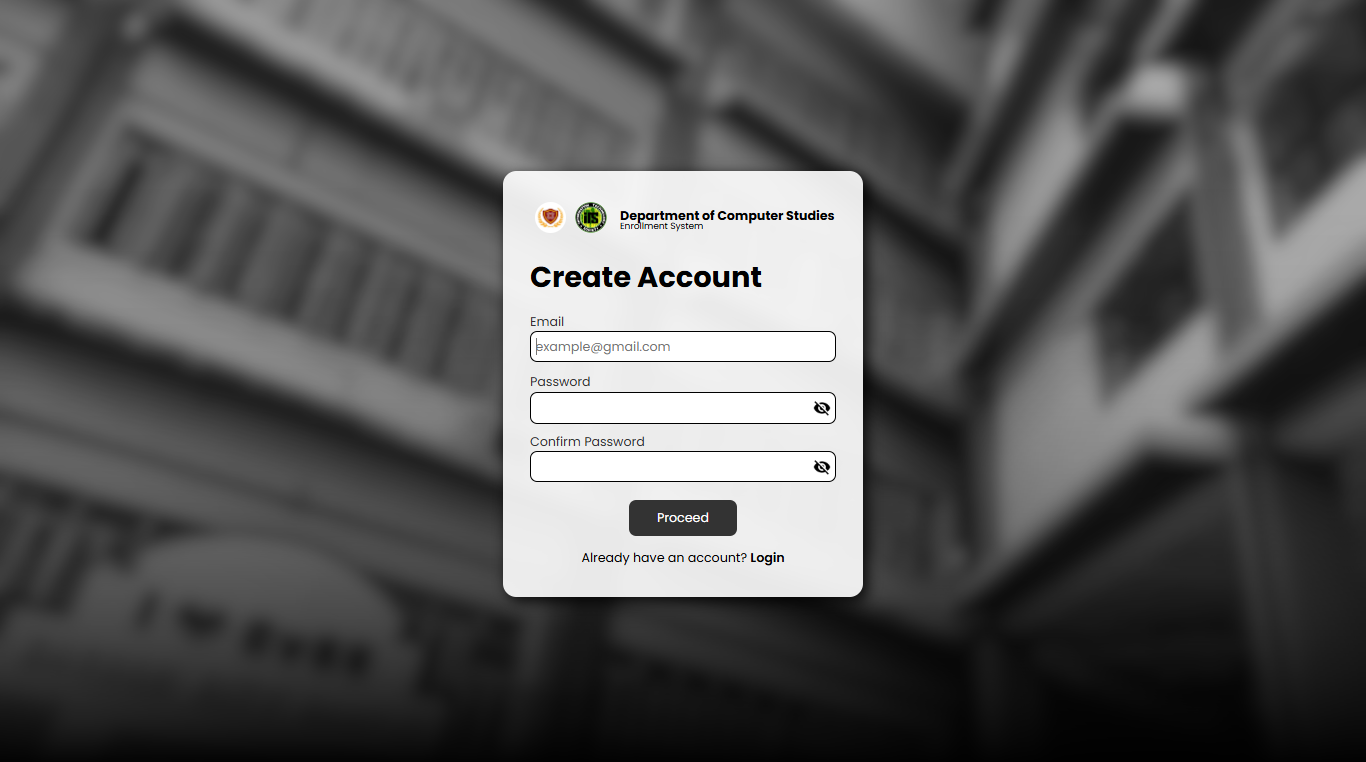 Department of Computer Studies
Enrollment System
Create Account
Email
example@gmail.com
Password
Confirm Password
Proceed
Already have an account? Login